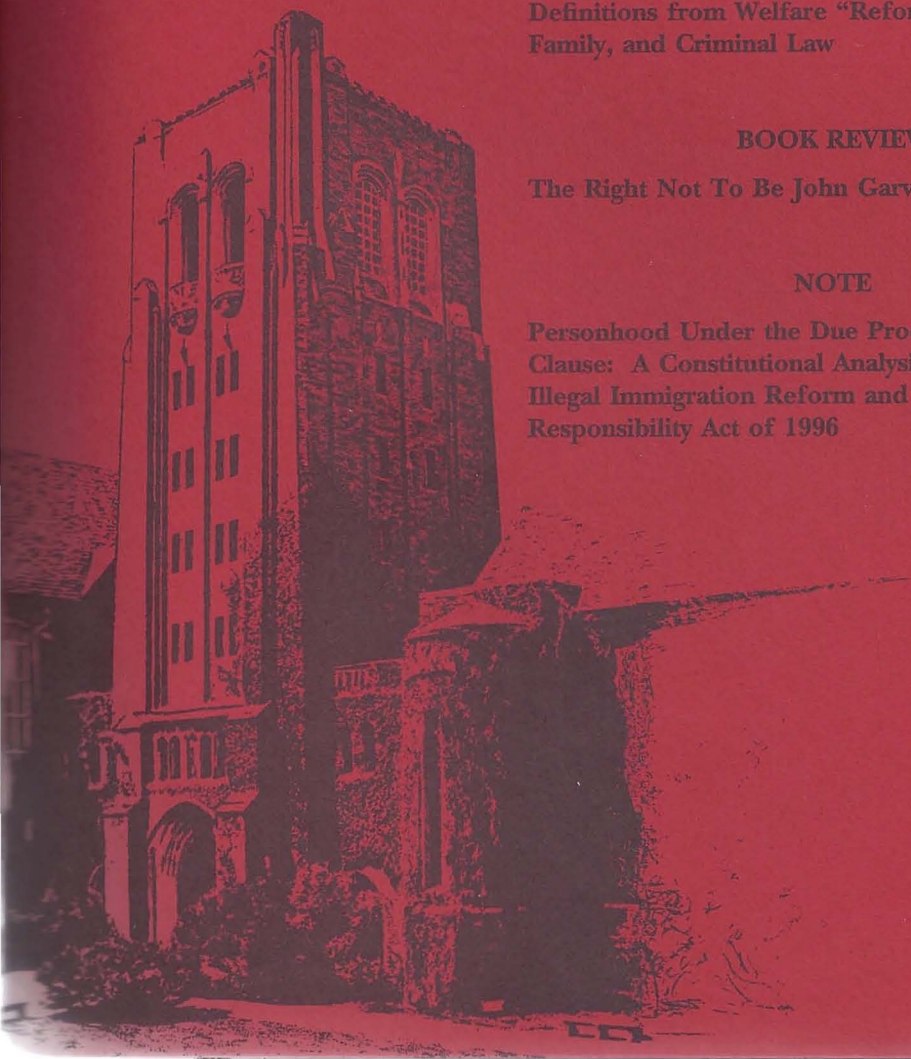 Definitions from Welfare “Refor
Family, and Criminal Law
BOOK REVIE
The Right Not To Be John Garv
NOTE
Personhood Under the Due Pro
Clause: A Constitutional Analysi
Illegal Immigration Reform and
Responsibility Act of 1996